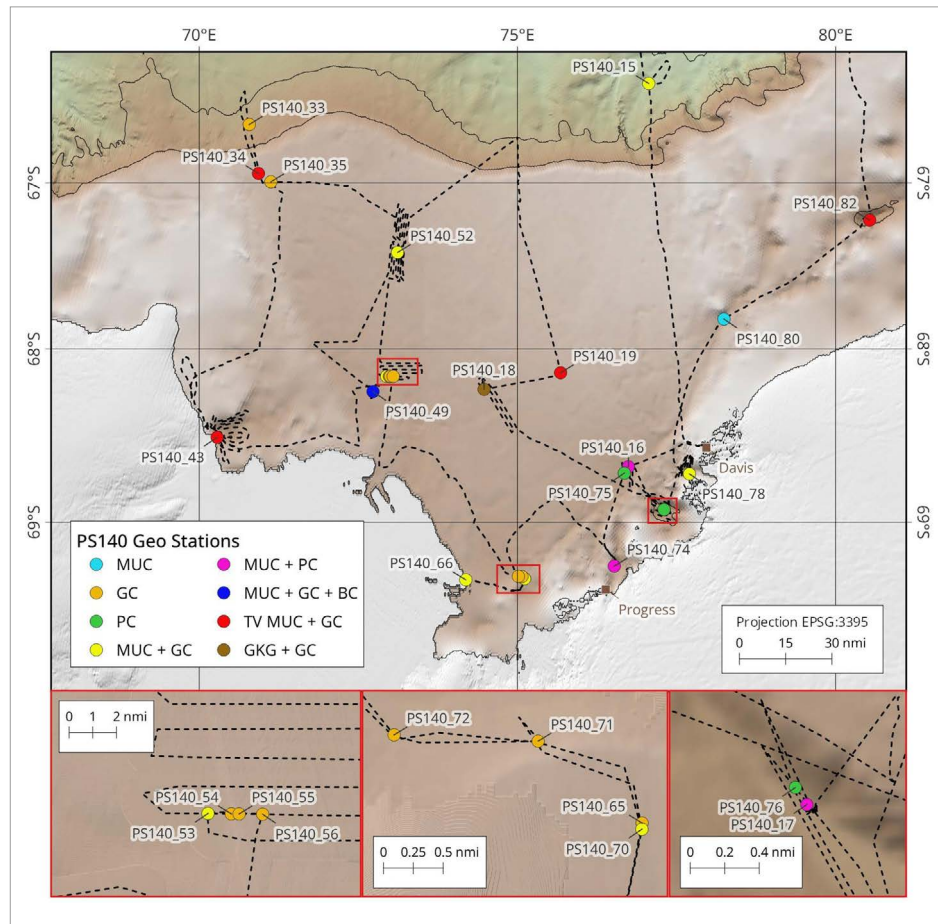 70°E 75°E 80°E
PS140_15
PS140_33
PS140_34
PS140_35
67°S 67°S
PS140_82
PS140_52
PS140_80
68°S 68°S
PS140_19
PS140_18
PS140_49
PS140_43
PS140_16
Davis
PS140_75
PS140_78
69°S 69°S
PS140_74
PS140_66
Progress
PS140 Geo Stations
MUC MUC + PC
GC MUC + GC + BC
PC TV MUC + GC
MUC + GC GKG + GC
Projection EPSG:3395
0 15 30 nmi
0 1 2 nmi
PS140_54 PS140_55
PS140_53 PS140_56
PS140_72 PS140_71
PS140_65
PS140_70
0 0.25 0.5 nmi
PS140_76
PS140_17
0 0.2 0.4 nmi